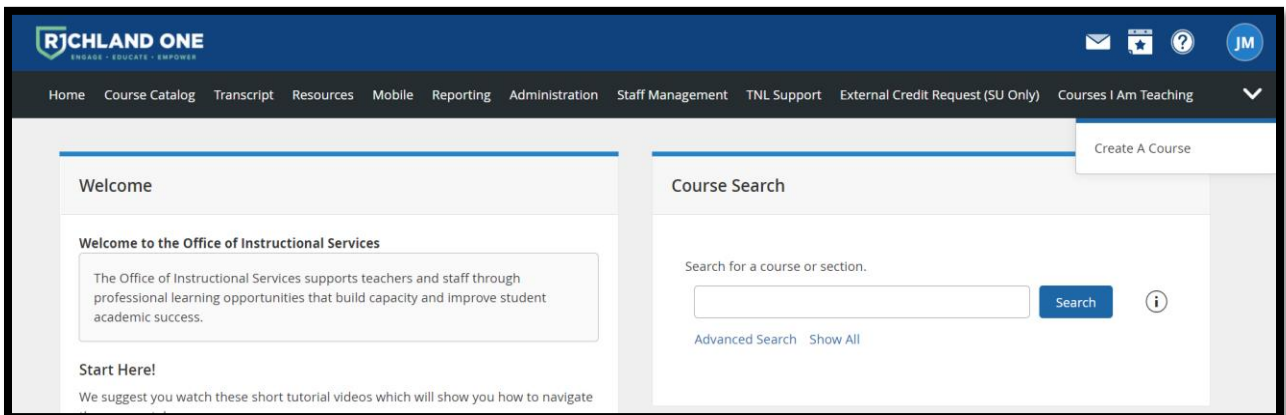 RICHLAND ONE
ENGAGE · EDUCATE · EMPOWER
JM
Home Course Catalog Transcript Resources Mobile Reporting Administration Staff Management TNL Support External Credit Request (SU Only) Courses I Am Teaching
Create A Course
Welcome
Welcome to the Office of Instructional Services
The Office of Instructional Services supports teachers and staff through
professional learning opportunities that build capacity and improve student
academic success.
Start Here!
We suggest you watch these short tutorial videos which will show you how to navigate
Course Search
Search for a course or section.
Search
Advanced Search Show All